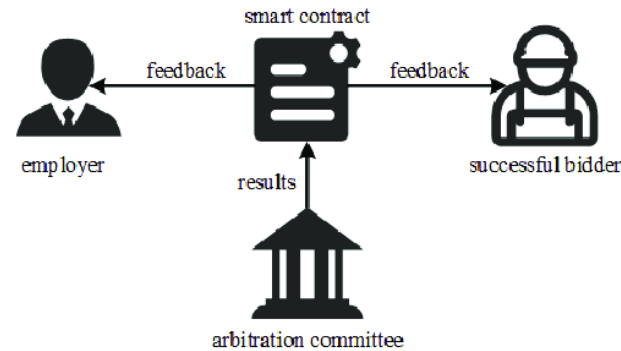 smart contract
feedback
feedback
employer
successful bidder
results
arbitration committee